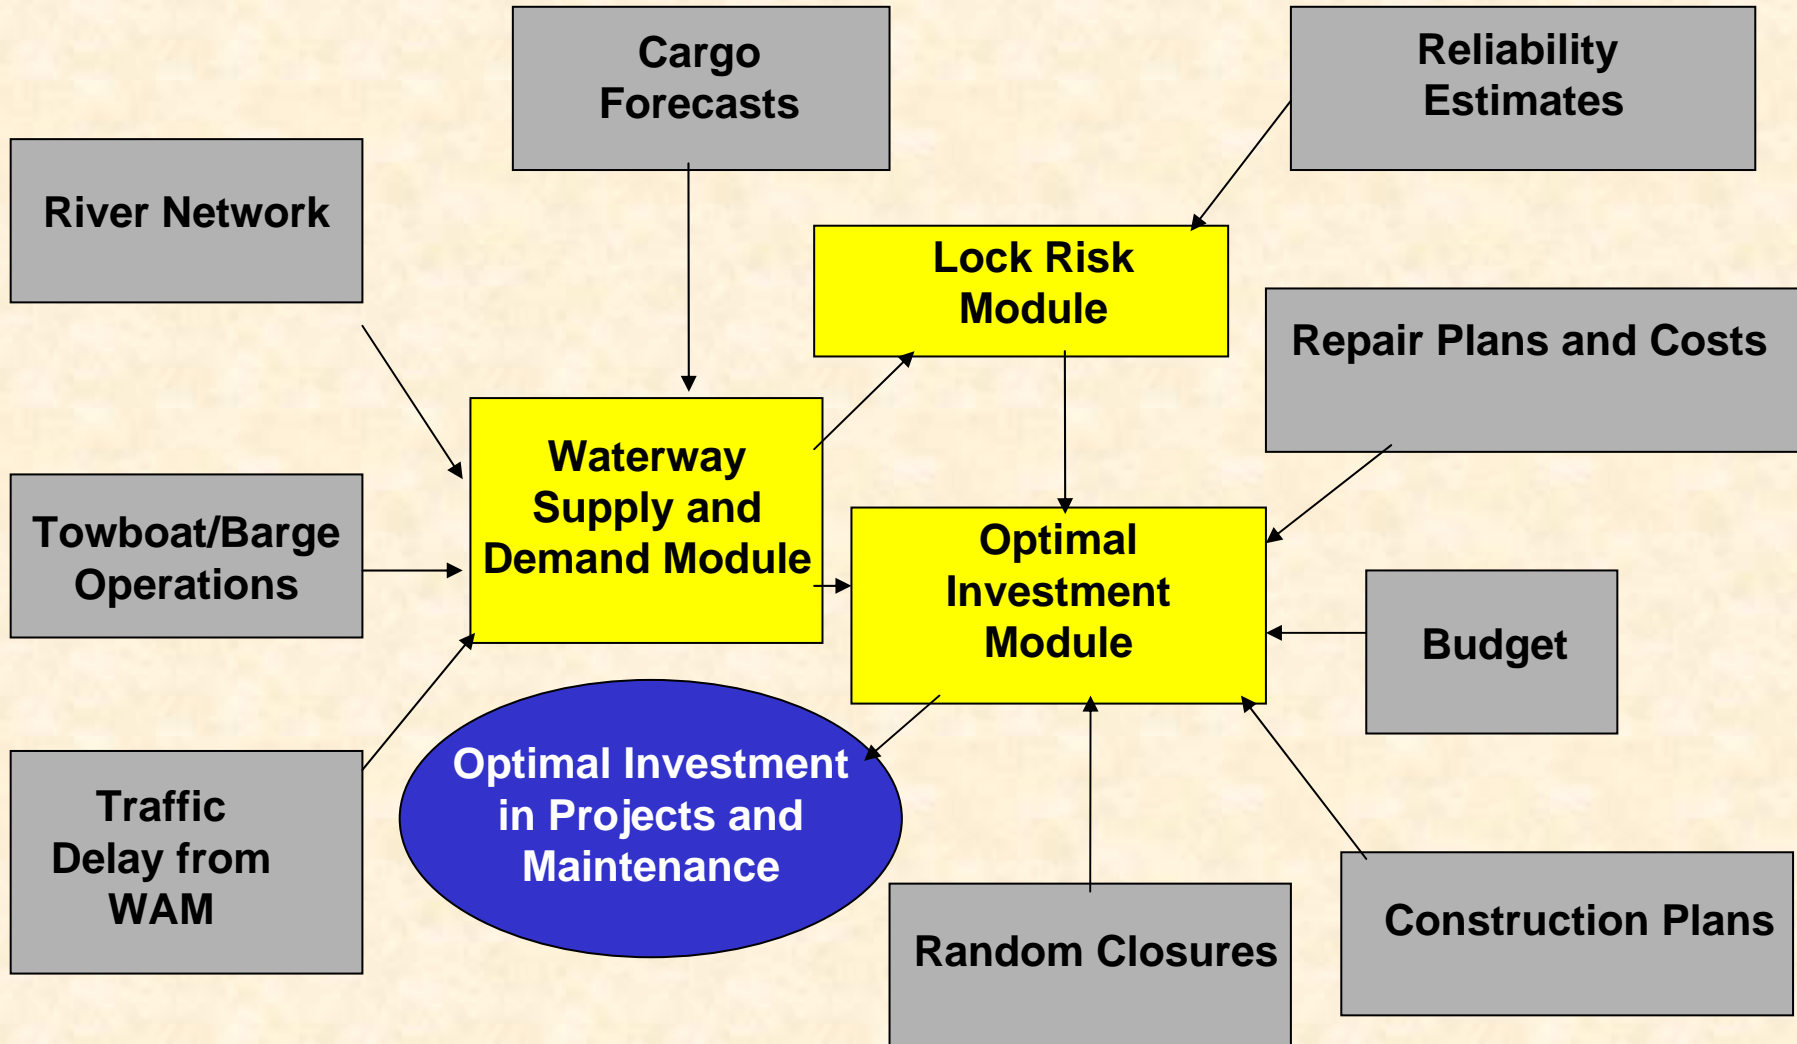 Cargo
Forecasts
Reliability
Estimates
River Network
Lock Risk
Module
Repair Plans and Costs
Waterway
Supply and
Demand Module
Towboat/Barge
Operations
Optimal
Investment
Module
Budget
Optimal Investment
in Projects and
Maintenance
Traffic
Delay from
WAM
Random Closures
Construction Plans